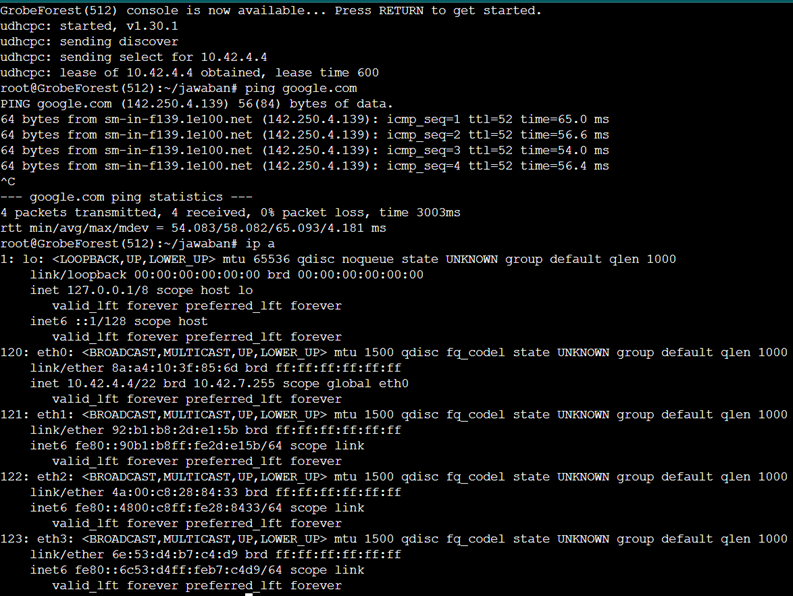 GrobeForest(512) console is now available... Press RETURN to get started.
udhcpc: started, v1.30.1
udhcpc: sending discover
udhcpc: sending select for 10.42.4.4
udhcpc: lease of 10.42.4.4 obtained, lease time 600
root@GrobeForest(512):~/jawaban# ping google.com
PING google.com (142.250.4.139) 56(84) bytes of data.
64 bytes from sm-in-f139.1e100.net (142.250.4.139): icmp_seq=1 ttl=52 time=65.0 ms
64 bytes from sm-in-f139.1e100.net (142.250.4.139): icmp_seq=2 ttl=52 time=56.6 ms
64 bytes from sm-in-f139.1e100.net (142.250.4.139): icmp_seq=3 ttl=52 time=54.0 ms
64 bytes from sm-in-f139.1e100.net (142.250.4.139): icmp_seq=4 ttl=52 time=56.4 ms
^C
--- google.com ping statistics ---
4 packets transmitted, 4 received, 0% packet loss, time 3003ms
rtt min/avg/max/mdev = 54.083/58.082/65.093/4.181 ms
root@GrobeForest(512):~/jawaban# ip a
1: lo: <LOOPBACK,UP,LOWER_UP> mtu 65536 qdisc noqueue state UNKNOWN group default qlen 1000
    link/loopback 00:00:00:00:00:00 brd 00:00:00:00:00:00
    inet 127.0.0.1/8 scope host lo
       valid_lft forever preferred_lft forever
    inet6 ::1/128 scope host
       valid_lft forever preferred_lft forever
120: eth0: <BROADCAST,MULTICAST,UP,LOWER_UP> mtu 1500 qdisc fq_codel state UNKNOWN group default qlen 1000
    link/ether 8a:a4:10:3f:85:6d brd ff:ff:ff:ff:ff:ff
    inet 10.42.4.4/22 brd 10.42.7.255 scope global eth0
       valid_lft forever preferred_lft forever
121: eth1: <BROADCAST,MULTICAST,UP,LOWER_UP> mtu 1500 qdisc fq_codel state UNKNOWN group default qlen 1000
    link/ether 92:b1:b8:2d:e1:5b brd ff:ff:ff:ff:ff:ff
    inet6 fe80::90b1:b8ff:fe2d:e15b/64 scope link
       valid_lft forever preferred_lft forever
122: eth2: <BROADCAST,MULTICAST,UP,LOWER_UP> mtu 1500 qdisc fq_codel state UNKNOWN group default qlen 1000
    link/ether 4a:00:c8:28:84:33 brd ff:ff:ff:ff:ff:ff
    inet6 fe80::4800:c8ff:fe28:8433/64 scope link
       valid_lft forever preferred_lft forever
123: eth3: <BROADCAST,MULTICAST,UP,LOWER_UP> mtu 1500 qdisc fq_codel state UNKNOWN group default qlen 1000
    link/ether 6e:53:d4:b7:c4:d9 brd ff:ff:ff:ff:ff:ff
    inet6 fe80::6c53:d4ff:feb7:c4d9/64 scope link
       valid_lft forever preferred_lft forever